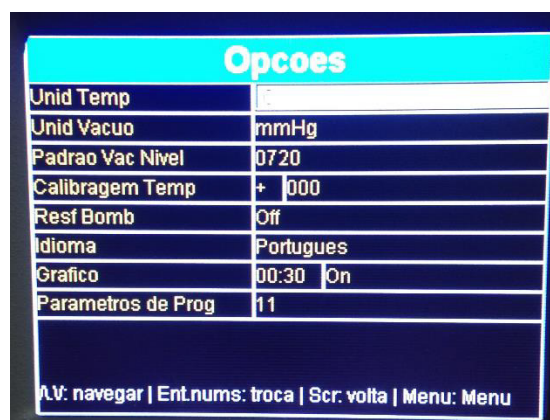 Opcoes
Unid Temp
Unid Vacuo mmHg
Padrao Vac Nivel 0720
Calibragem Temp + 000
Resf Bomb Off
Idioma Portugues
Grafico 00:30 On
Parametros de Prog 11
Λ.V: navegar | Ent.nums: troca | Scr: volta | Menu: Menu